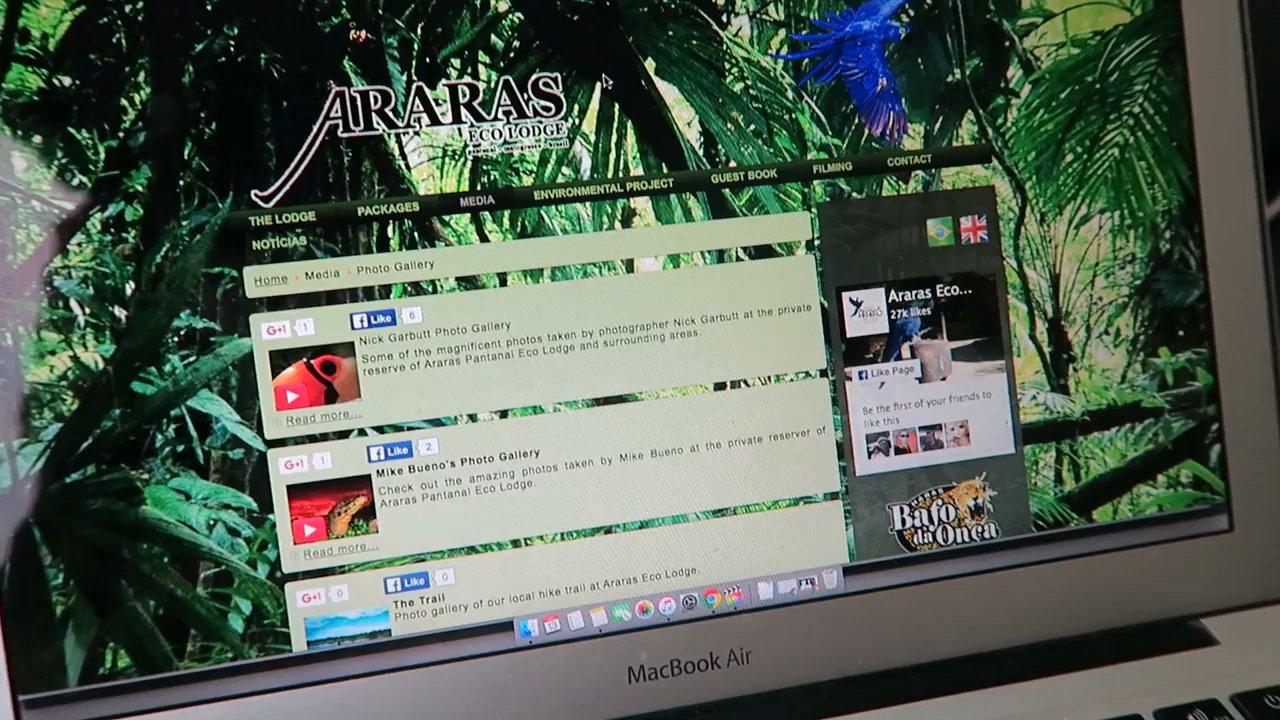 ARARAS
ECO LODGE
THE LODGE PACKAGES MEDIA ENVIRONMENTAL PROJECT GUEST BOOK FILMING CONTACT
NOTÍCIAS
Home Media Photo Gallery
G+1 1 Like 6
Nick Garbutt Photo Gallery
Some of the magnificent photos taken by photographer Nick Garbutt at the private
reserve of Araras Pantanal Eco Lodge and surrounding areas.
Read more...
G+1 1 Like 2
Mike Bueno's Photo Gallery
Check out the amazing photos taken by Mike Bueno at the private reserver of
Araras Pantanal Eco Lodge.
Read more...
G+1 0 Like 0
The Trail
Photo gallery of our local hike trail at Araras Eco Lodge.
Araras Eco...
27k likes
Like Page
Be the first of your friends to
like this
HARAS
Bafo
da Onça
MacBook Air